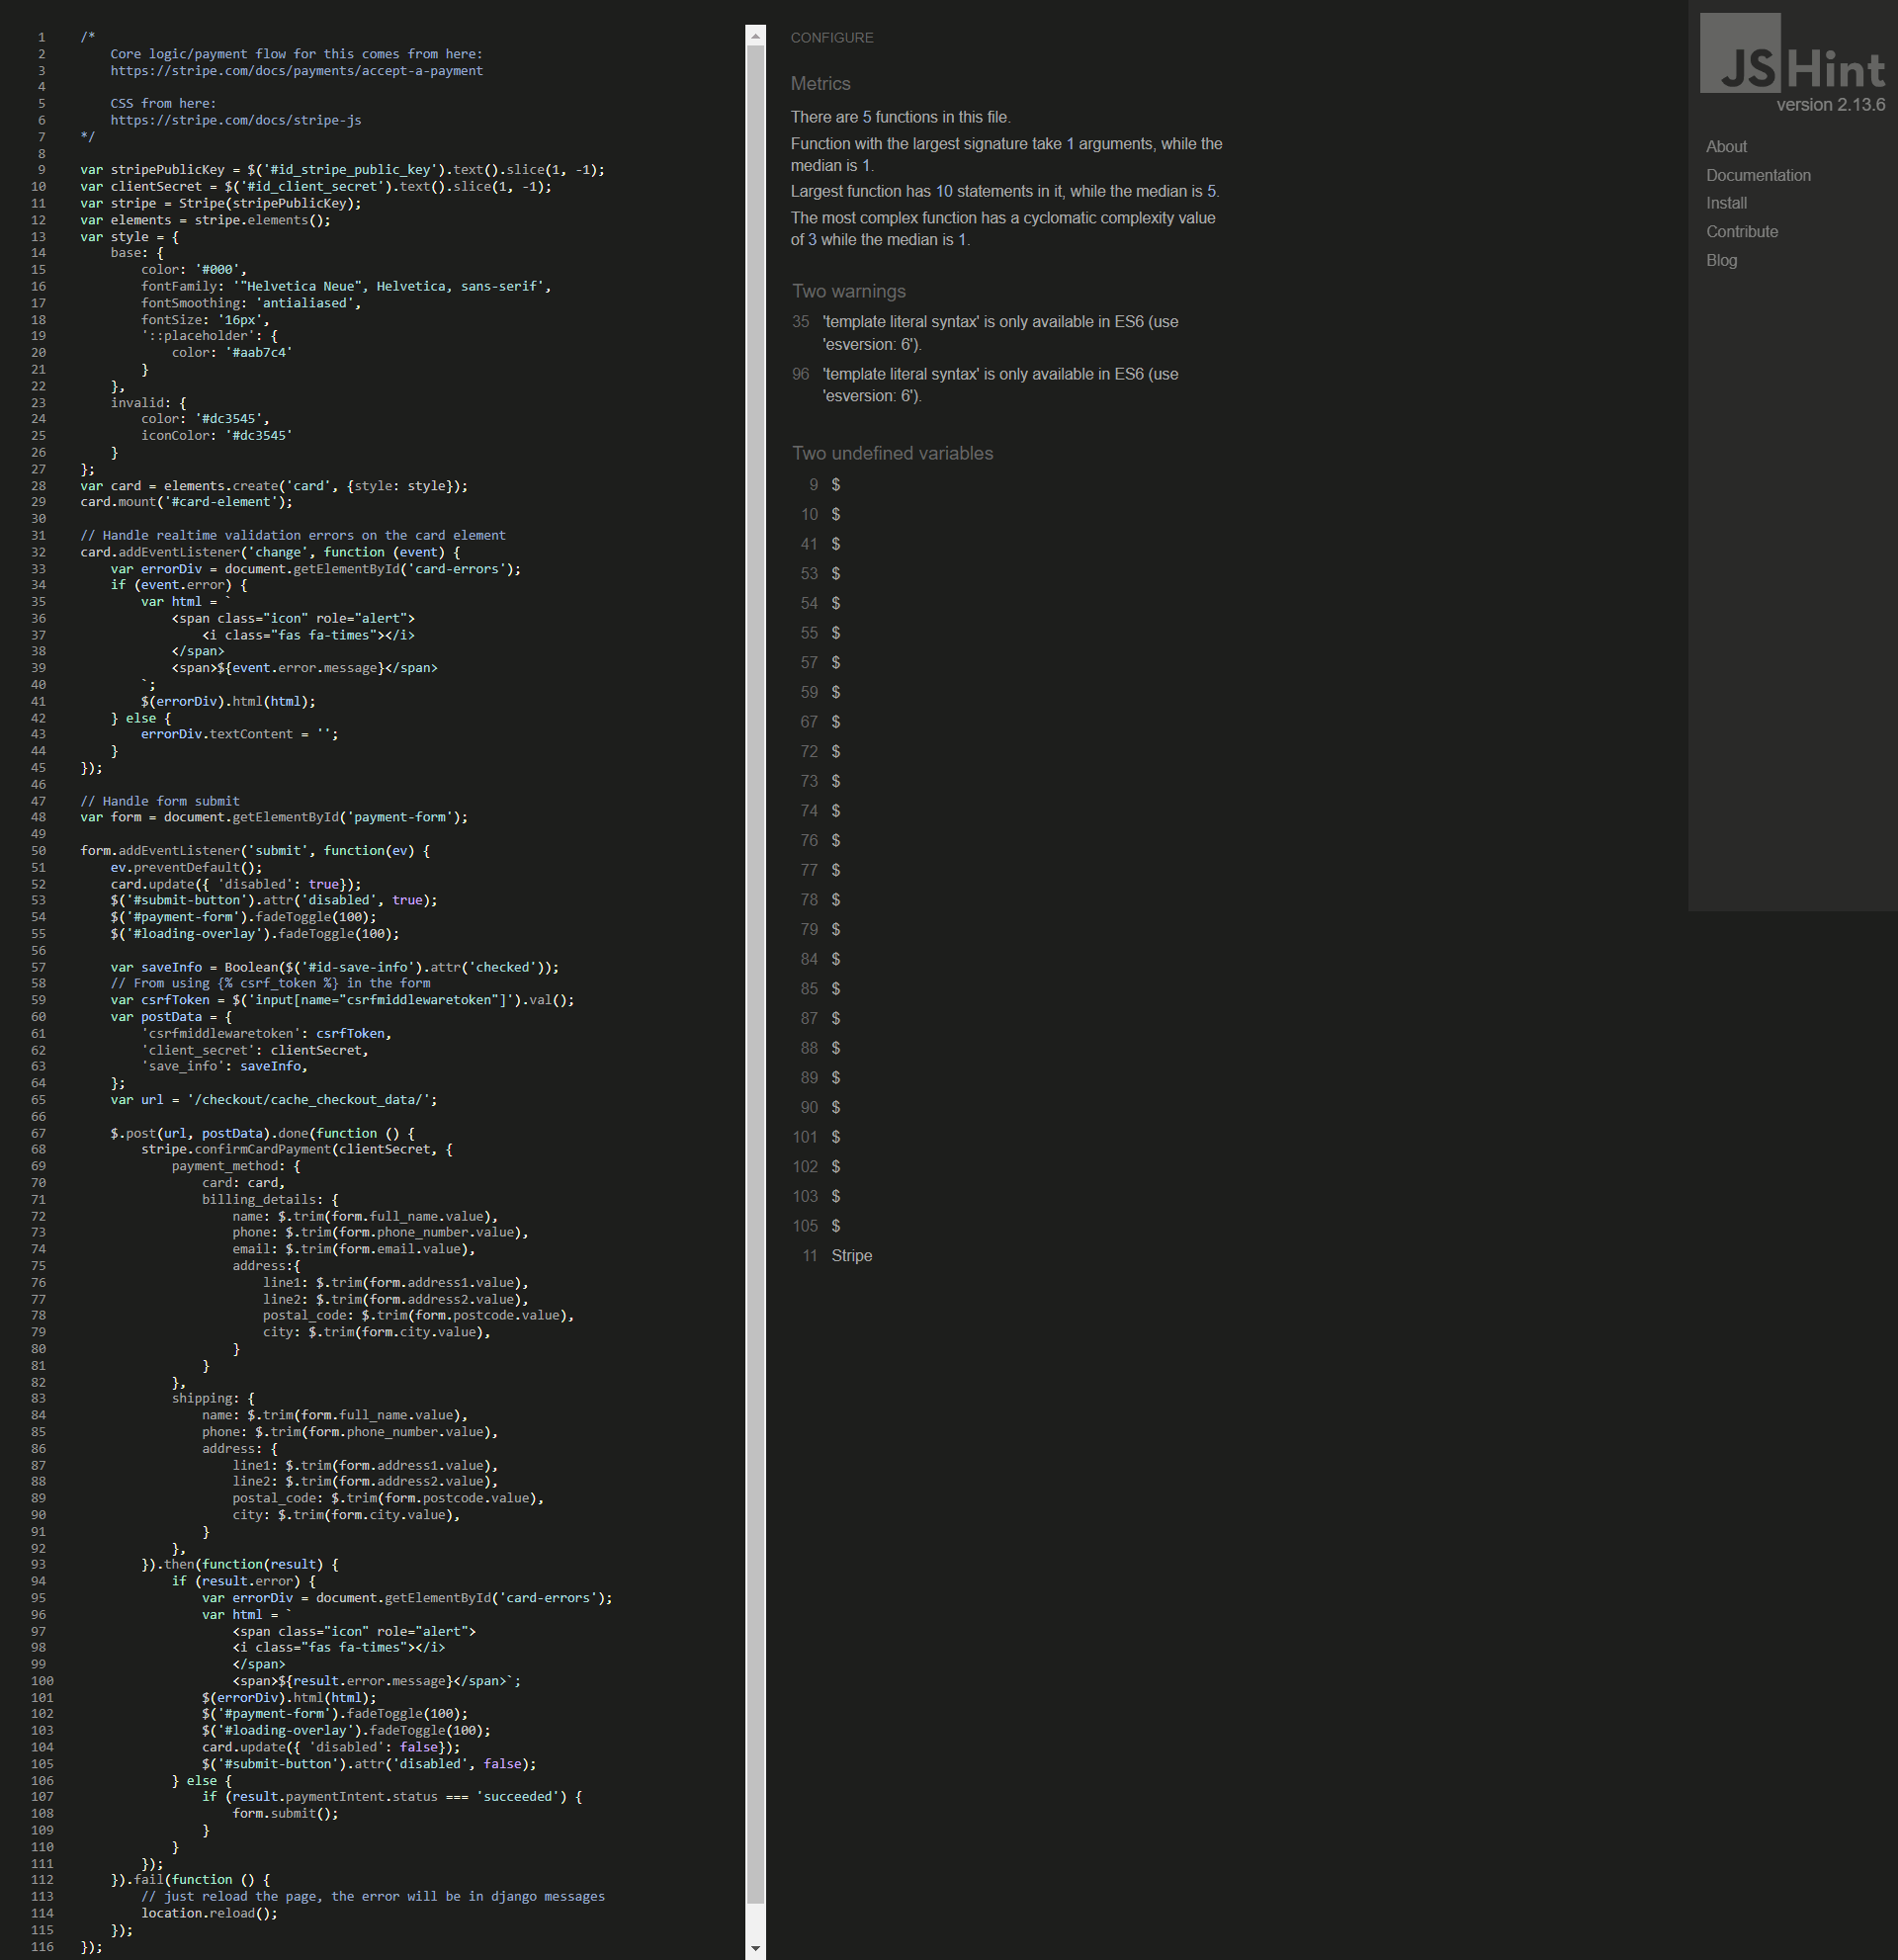 1 /*
2 Core logic/payment flow for this comes from here:
3 https://stripe.com/docs/payments/accept-a-payment
4
5 CSS from here:
6 https://stripe.com/docs/stripe-js
7 */
8
9 var stripePublicKey = $('#id_stripe_public_key').text().slice(1, -1);
10 var clientSecret = $('#id_client_secret').text().slice(1, -1);
11 var stripe = Stripe(stripePublicKey);
12 var elements = stripe.elements();
13 var style = {
14 base: {
15 color: '#000',
16 fontFamily: '"Helvetica Neue", Helvetica, sans-serif',
17 fontSmoothing: 'antialiased',
18 fontSize: '16px',
19 '::placeholder': {
20 color: '#aab7c4'
21 }
22 },
23 invalid: {
24 color: '#dc3545',
25 iconColor: '#dc3545'
26 }
27 };
28 var card = elements.create('card', {style: style});
29 card.mount('#card-element');
30
31 // Handle realtime validation errors on the card element
32 card.addEventListener('change', function (event) {
33 var errorDiv = document.getElementById('card-errors');
34 if (event.error) {
35 var html = `
36 <span class="icon" role="alert">
37 <i class="fas fa-times"></i>
38 </span>
39 <span>${event.error.message}</span>
40 `;
41 $(errorDiv).html(html);
42 } else {
43 errorDiv.textContent = '';
44 }
45 });
46
47 // Handle form submit
48 var form = document.getElementById('payment-form');
49
50 form.addEventListener('submit', function(ev) {
51 ev.preventDefault();
52 card.update({ 'disabled': true});
53 $('#submit-button').attr('disabled', true);
54 $('#payment-form').fadeToggle(100);
55 $('#loading-overlay').fadeToggle(100);
56
57 var saveInfo = Boolean($('#id-save-info').attr('checked'));
58 // From using {% csrf_token %} in the form
59 var csrfToken = $('input[name="csrfmiddlewaretoken"]').val();
60 var postData = {
61 'csrfmiddlewaretoken': csrfToken,
62 'client_secret': clientSecret,
63 'save_info': saveInfo,
64 };
65 var url = '/checkout/cache_checkout_data/';
66
67 $.post(url, postData).done(function () {
68 stripe.confirmCardPayment(clientSecret, {
69 payment_method: {
70 card: card,
71 billing_details: {
72 name: $.trim(form.full_name.value),
73 phone: $.trim(form.phone_number.value),
74 email: $.trim(form.email.value),
75 address:{
76 line1: $.trim(form.address1.value),
77 line2: $.trim(form.address2.value),
78 postal_code: $.trim(form.postcode.value),
79 city: $.trim(form.city.value),
80 }
81 }
82 },
83 shipping: {
84 name: $.trim(form.full_name.value),
85 phone: $.trim(form.phone_number.value),
86 address: {
87 line1: $.trim(form.address1.value),
88 line2: $.trim(form.address2.value),
89 postal_code: $.trim(form.postcode.value),
90 city: $.trim(form.city.value),
91 }
92 },
93 }).then(function(result) {
94 if (result.error) {
95 var errorDiv = document.getElementById('card-errors');
96 var html = `
97 <span class="icon" role="alert">
98 <i class="fas fa-times"></i>
99 </span>
100 <span>${result.error.message}</span>`;
101 $(errorDiv).html(html);
102 $('#payment-form').fadeToggle(100);
103 $('#loading-overlay').fadeToggle(100);
104 card.update({ 'disabled': false});
105 $('#submit-button').attr('disabled', false);
106 } else {
107 if (result.paymentIntent.status === 'succeeded') {
108 form.submit();
109 }
110 }
111 });
112 }).fail(function () {
113 // just reload the page, the error will be in django messages
114 location.reload();
115 });
116 });
CONFIGURE
Metrics
There are 5 functions in this file.
Function with the largest signature take 1 arguments, while the
median is 1.
Largest function has 10 statements in it, while the median is 5.
The most complex function has a cyclomatic complexity value
of 3 while the median is 1.
Two warnings
35 'template literal syntax' is only available in ES6 (use
'esversion: 6').
96 'template literal syntax' is only available in ES6 (use
'esversion: 6').
Two undefined variables
9 $
10 $
41 $
53 $
54 $
55 $
57 $
59 $
67 $
72 $
73 $
74 $
76 $
77 $
78 $
79 $
84 $
85 $
87 $
88 $
89 $
90 $
101 $
102 $
103 $
105 $
11 Stripe
JSHint
version 2.13.6
About
Documentation
Install
Contribute
Blog